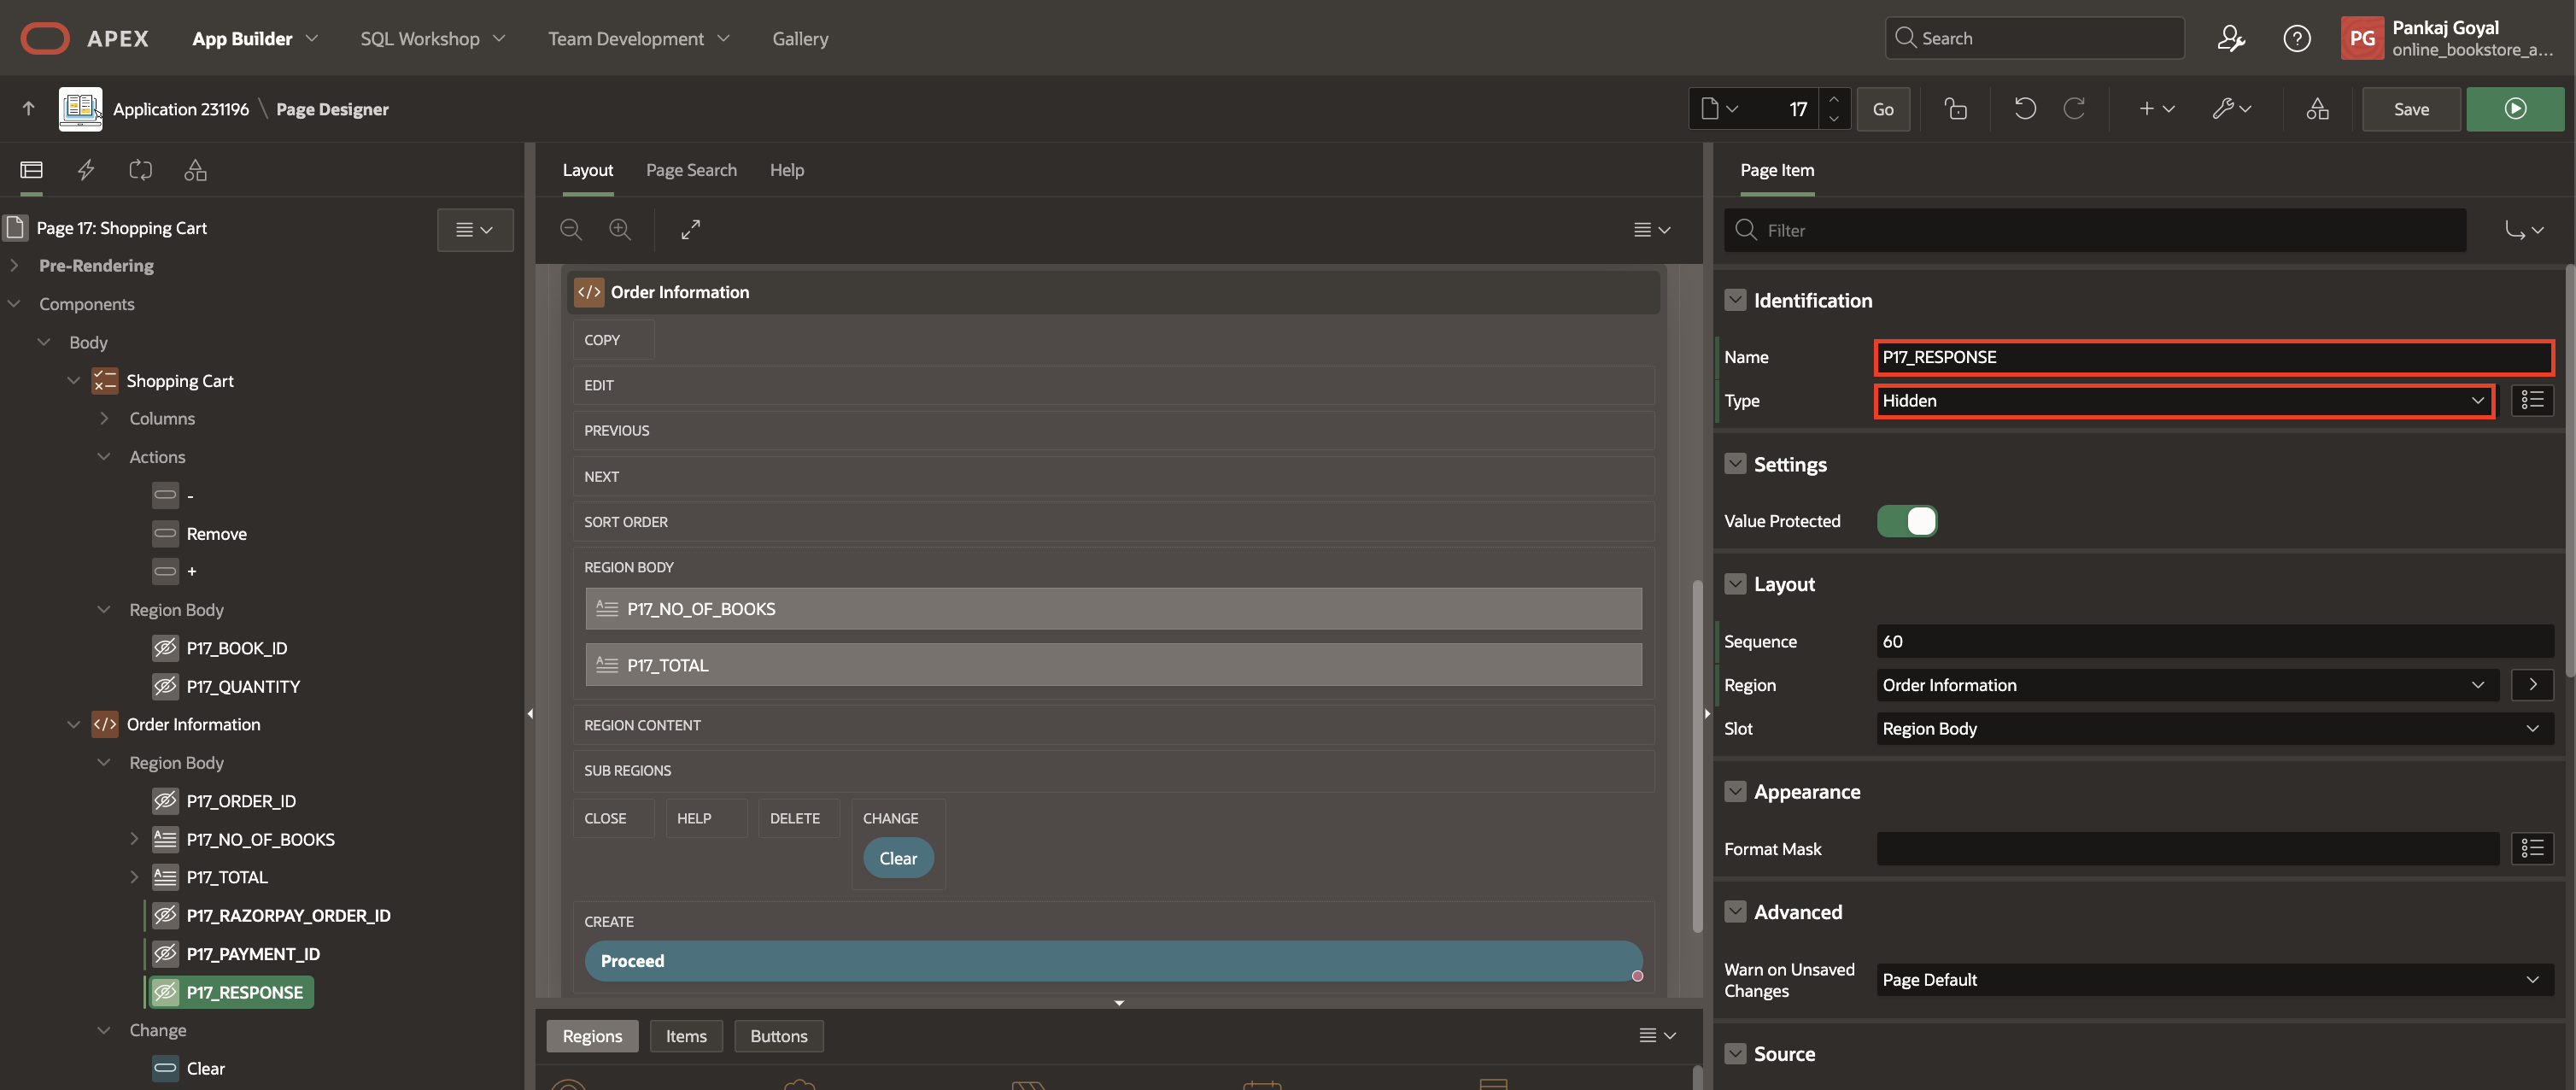 APEX App Builder SQL Workshop Team Development Gallery Search Pankaj Goyal
PG online_bookstore_a...
Application 231196 \ Page Designer 17 Go Save
Layout Page Search Help
Page Item
Page 17: Shopping Cart
Pre-Rendering
Components
Body
Shopping Cart
Columns
Actions
-
Remove
+
Region Body
P17_BOOK_ID
P17_QUANTITY
Order Information
Region Body
P17_ORDER_ID
P17_NO_OF_BOOKS
P17_TOTAL
P17_RAZORPAY_ORDER_ID
P17_PAYMENT_ID
P17_RESPONSE
Change
Clear
Order Information
COPY
EDIT
PREVIOUS
NEXT
SORT ORDER
REGION BODY
P17_NO_OF_BOOKS
P17_TOTAL
REGION CONTENT
SUB REGIONS
CLOSE HELP DELETE CHANGE
Clear
CREATE
Proceed
Regions Items Buttons
Filter
Identification
Name P17_RESPONSE
Type Hidden
Settings
Value Protected
Layout
Sequence 60
Region Order Information
Slot Region Body
Appearance
Format Mask
Advanced
Warn on Unsaved
Changes Page Default
Source